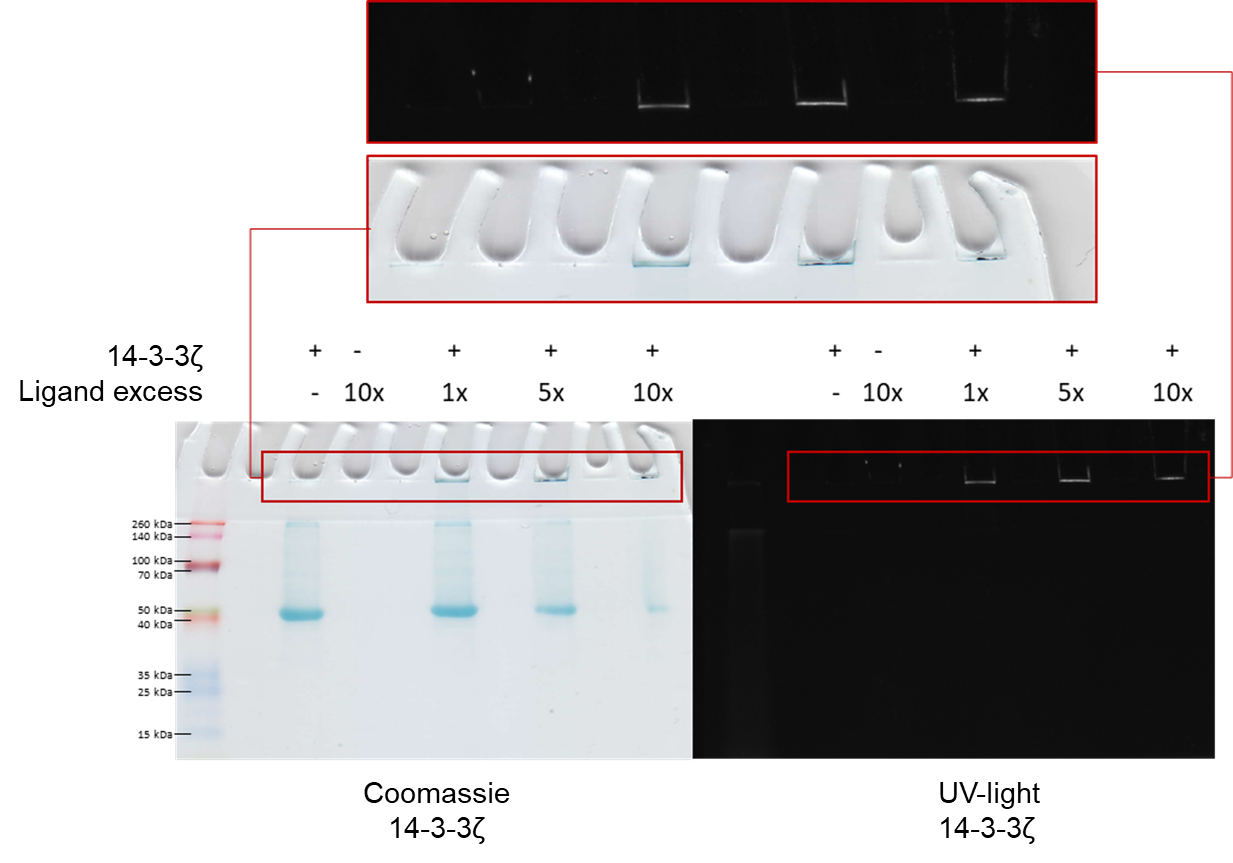 14-3-3ζ + - + + + + - + + +
Ligand excess - 10x 1x 5x 10x - 10x 1x 5x 10x
260 kDa
140 kDa
100 kDa
70 kDa
50 kDa
40 kDa
35 kDa
25 kDa
15 kDa
Coomassie
14-3-3ζ
UV-light
14-3-3ζ